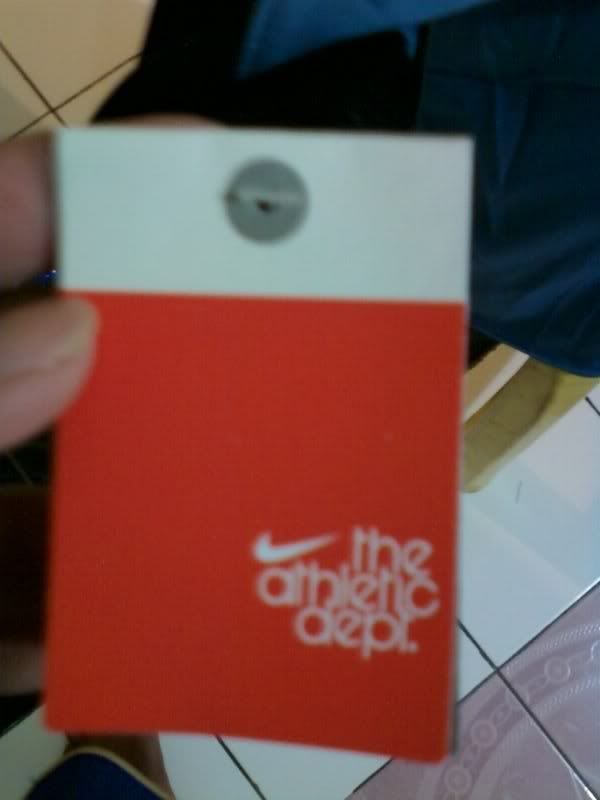 the
athletic
dept.